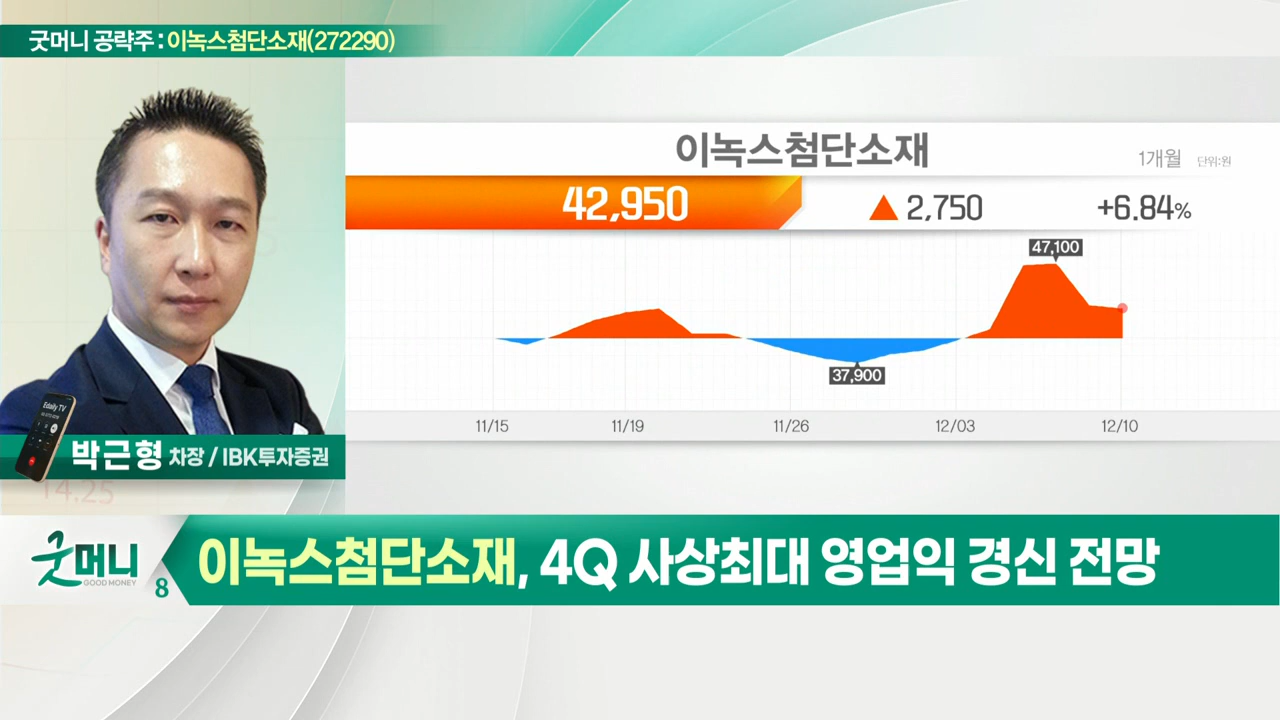 굿머니 공략주 : 이녹스첨단소재(272290)
이녹스첨단소재
1개월 단위:원
42,950 ▲ 2,750 +6.84%
47,100
37,900
11/15 11/19 11/26 12/03 12/10
Edaily TV
박근형 차장 / IBK투자증권
14.25
굿머니
GOOD MONEY
8
이녹스첨단소재, 4Q 사상최대 영업익 경신 전망